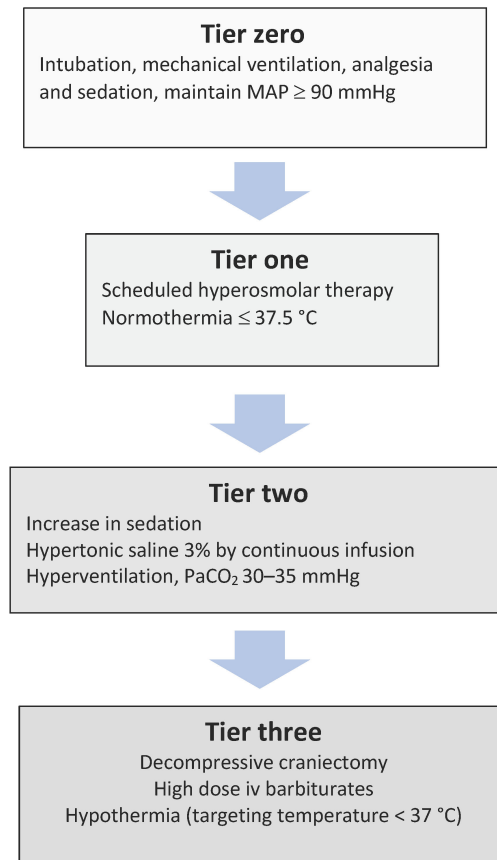 Tier zero
Intubation, mechanical ventilation, analgesia
and sedation, maintain MAP ≥ 90 mmHg
Tier one
Scheduled hyperosmolar therapy
Normothermia ≤ 37.5 °C
Tier two
Increase in sedation
Hypertonic saline 3% by continuous infusion
Hyperventilation, PaCO₂ 30–35 mmHg
Tier three
Decompressive craniectomy
High dose iv barbiturates
Hypothermia (targeting temperature < 37 °C)